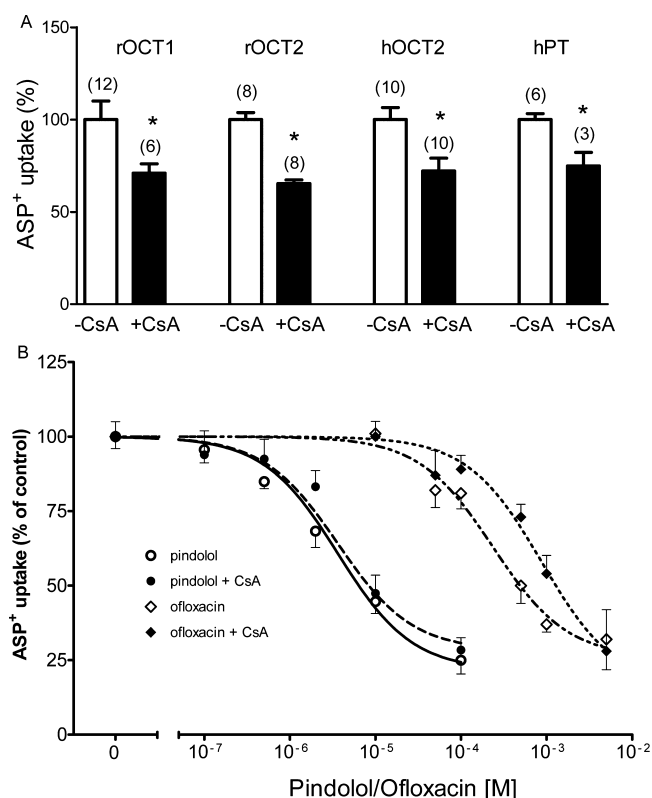 A
150
100
50
0
ASP+ uptake (%)
rOCT1 rOCT2 hOCT2 hPT
(12) * (6) (8) * (8) (10) * (10) (6) * (3)
-CsA +CsA -CsA +CsA -CsA +CsA -CsA +CsA
B
125
100
75
50
25
0
ASP+ uptake (% of control)
pindolol
pindolol + CsA
ofloxacin
ofloxacin + CsA
0 10-7 10-6 10-5 10-4 10-3 10-2
Pindolol/Ofloxacin [M]